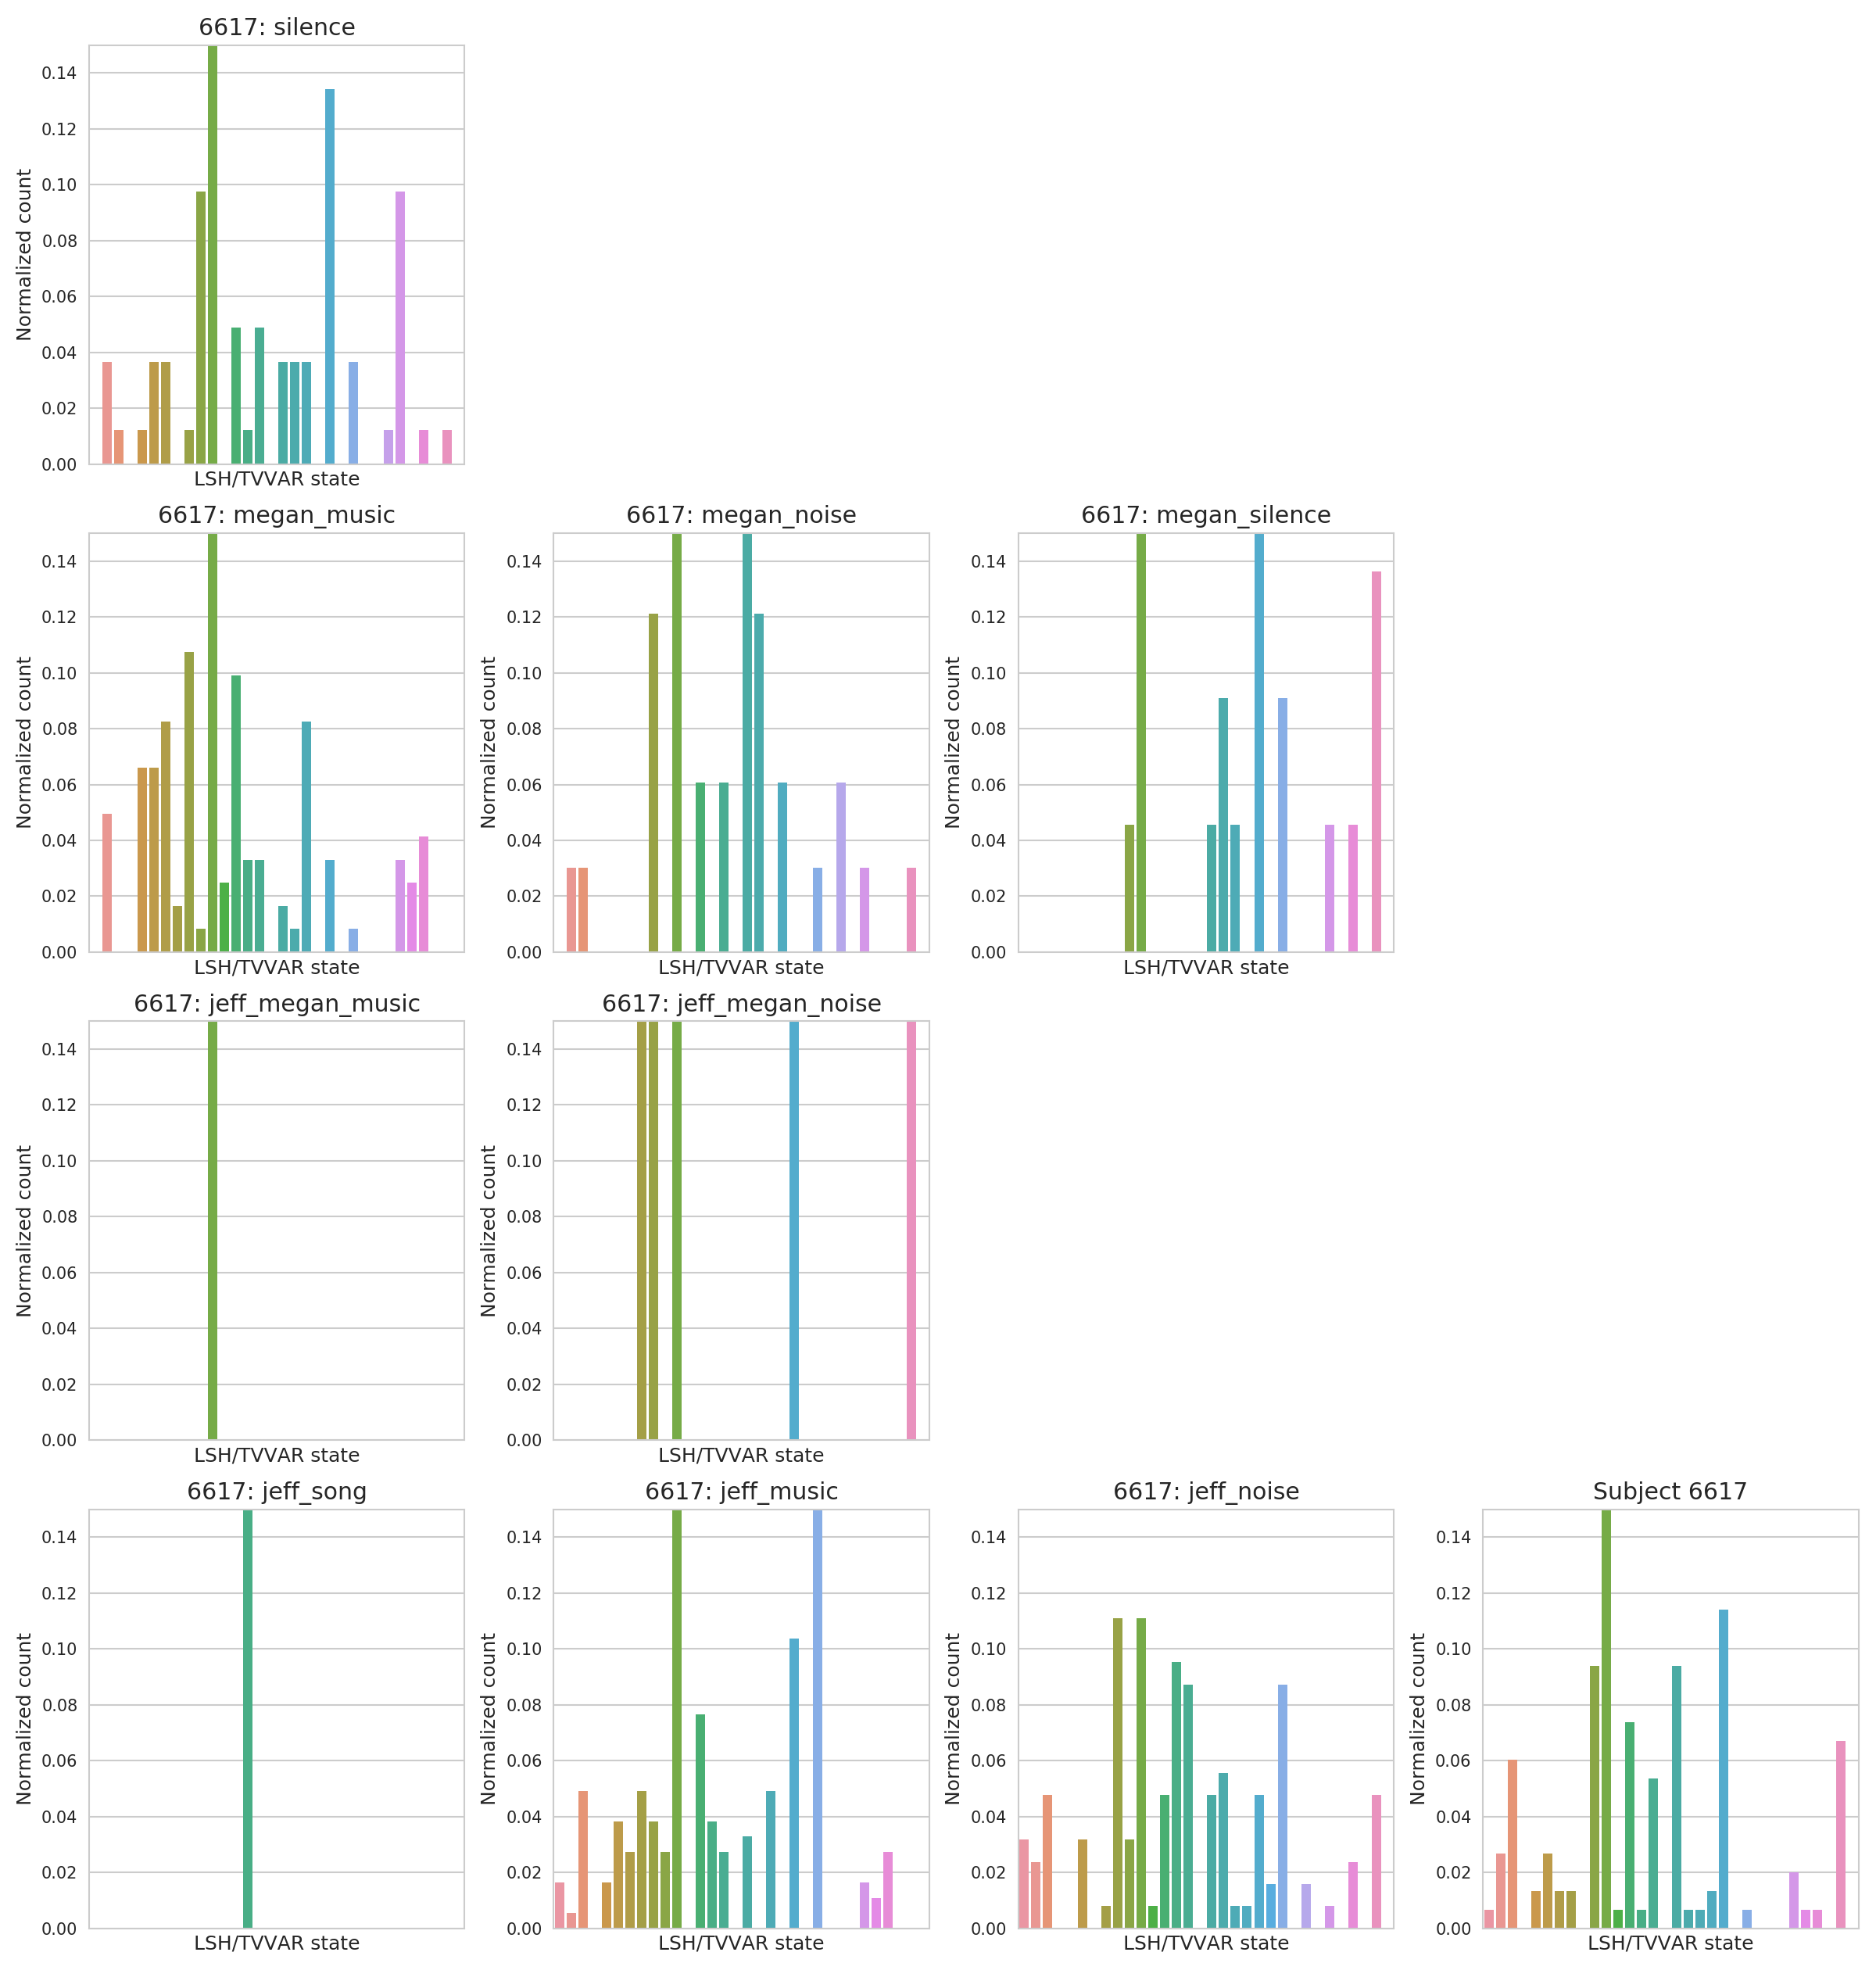 6617: silence
Normalized count
0.14
0.12
0.10
0.08
0.06
0.04
0.02
0.00
LSH/TVVAR state
6617: megan_music
Normalized count
0.14
0.12
0.10
0.08
0.06
0.04
0.02
0.00
LSH/TVVAR state
6617: megan_noise
Normalized count
0.14
0.12
0.10
0.08
0.06
0.04
0.02
0.00
LSH/TVVAR state
6617: megan_silence
Normalized count
0.14
0.12
0.10
0.08
0.06
0.04
0.02
0.00
LSH/TVVAR state
6617: jeff_megan_music
Normalized count
0.14
0.12
0.10
0.08
0.06
0.04
0.02
0.00
LSH/TVVAR state
6617: jeff_megan_noise
Normalized count
0.14
0.12
0.10
0.08
0.06
0.04
0.02
0.00
LSH/TVVAR state
6617: jeff_song
Normalized count
0.14
0.12
0.10
0.08
0.06
0.04
0.02
0.00
LSH/TVVAR state
6617: jeff_music
Normalized count
0.14
0.12
0.10
0.08
0.06
0.04
0.02
0.00
LSH/TVVAR state
6617: jeff_noise
Normalized count
0.14
0.12
0.10
0.08
0.06
0.04
0.02
0.00
LSH/TVVAR state
Subject 6617
Normalized count
0.14
0.12
0.10
0.08
0.06
0.04
0.02
0.00
LSH/TVVAR state